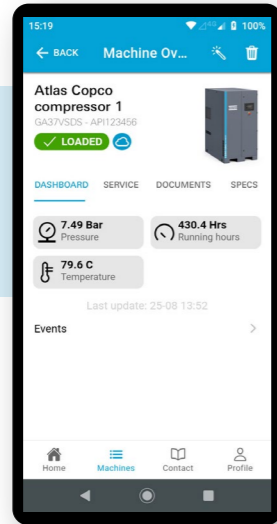 15:19
4G
100%
BACK
Machine Ov...
Atlas Copco
compressor 1
GA37VSDS - API123456
LOADED
DASHBOARD SERVICE DOCUMENTS SPECS
7.49 Bar
Pressure
430.4 Hrs
Running hours
79.6 C
Temperature
Last update: 25-08 13:52
Events
Home Machines Contact Profile